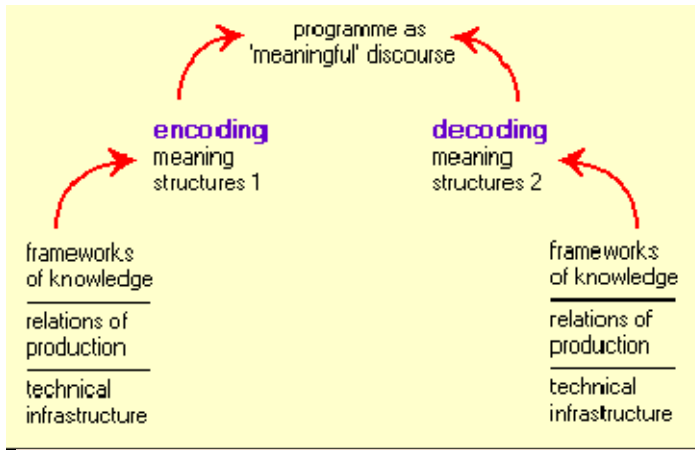 programme as
'meaningful' discourse
encoding
meaning
structures 1
decoding
meaning
structures 2
frameworks
of knowledge
relations of
production
technical
infrastructure
frameworks
of knowledge
relations of
production
technical
infrastructure